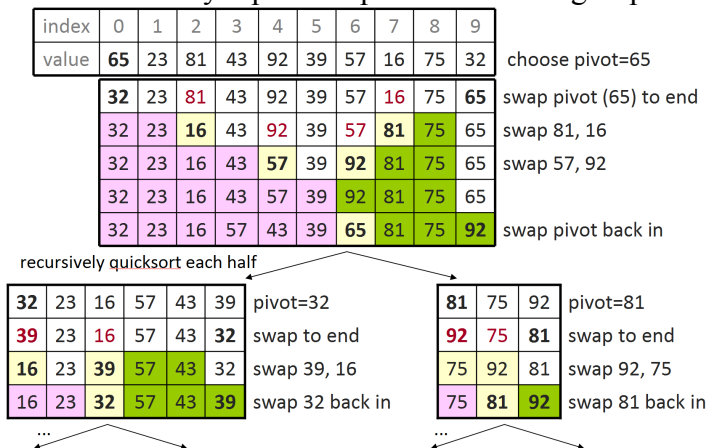 index 0 1 2 3 4 5 6 7 8 9
value 65 23 81 43 92 39 57 16 75 32 choose pivot=65
32 23 81 43 92 39 57 16 75 65 swap pivot (65) to end
32 23 16 43 92 39 57 81 75 65 swap 81, 16
32 23 16 43 57 39 92 81 75 65 swap 57, 92
32 23 16 43 57 39 92 81 75 65
32 23 16 57 43 39 65 81 75 92 swap pivot back in
recursively quicksort each half
32 23 16 57 43 39 pivot=32 81 75 92 pivot=81
39 23 16 57 43 32 swap to end 92 75 81 swap to end
16 23 39 57 43 32 swap 39, 16 75 92 81 swap 92, 75
16 23 32 57 43 39 swap 32 back in 75 81 92 swap 81 back in
... ...